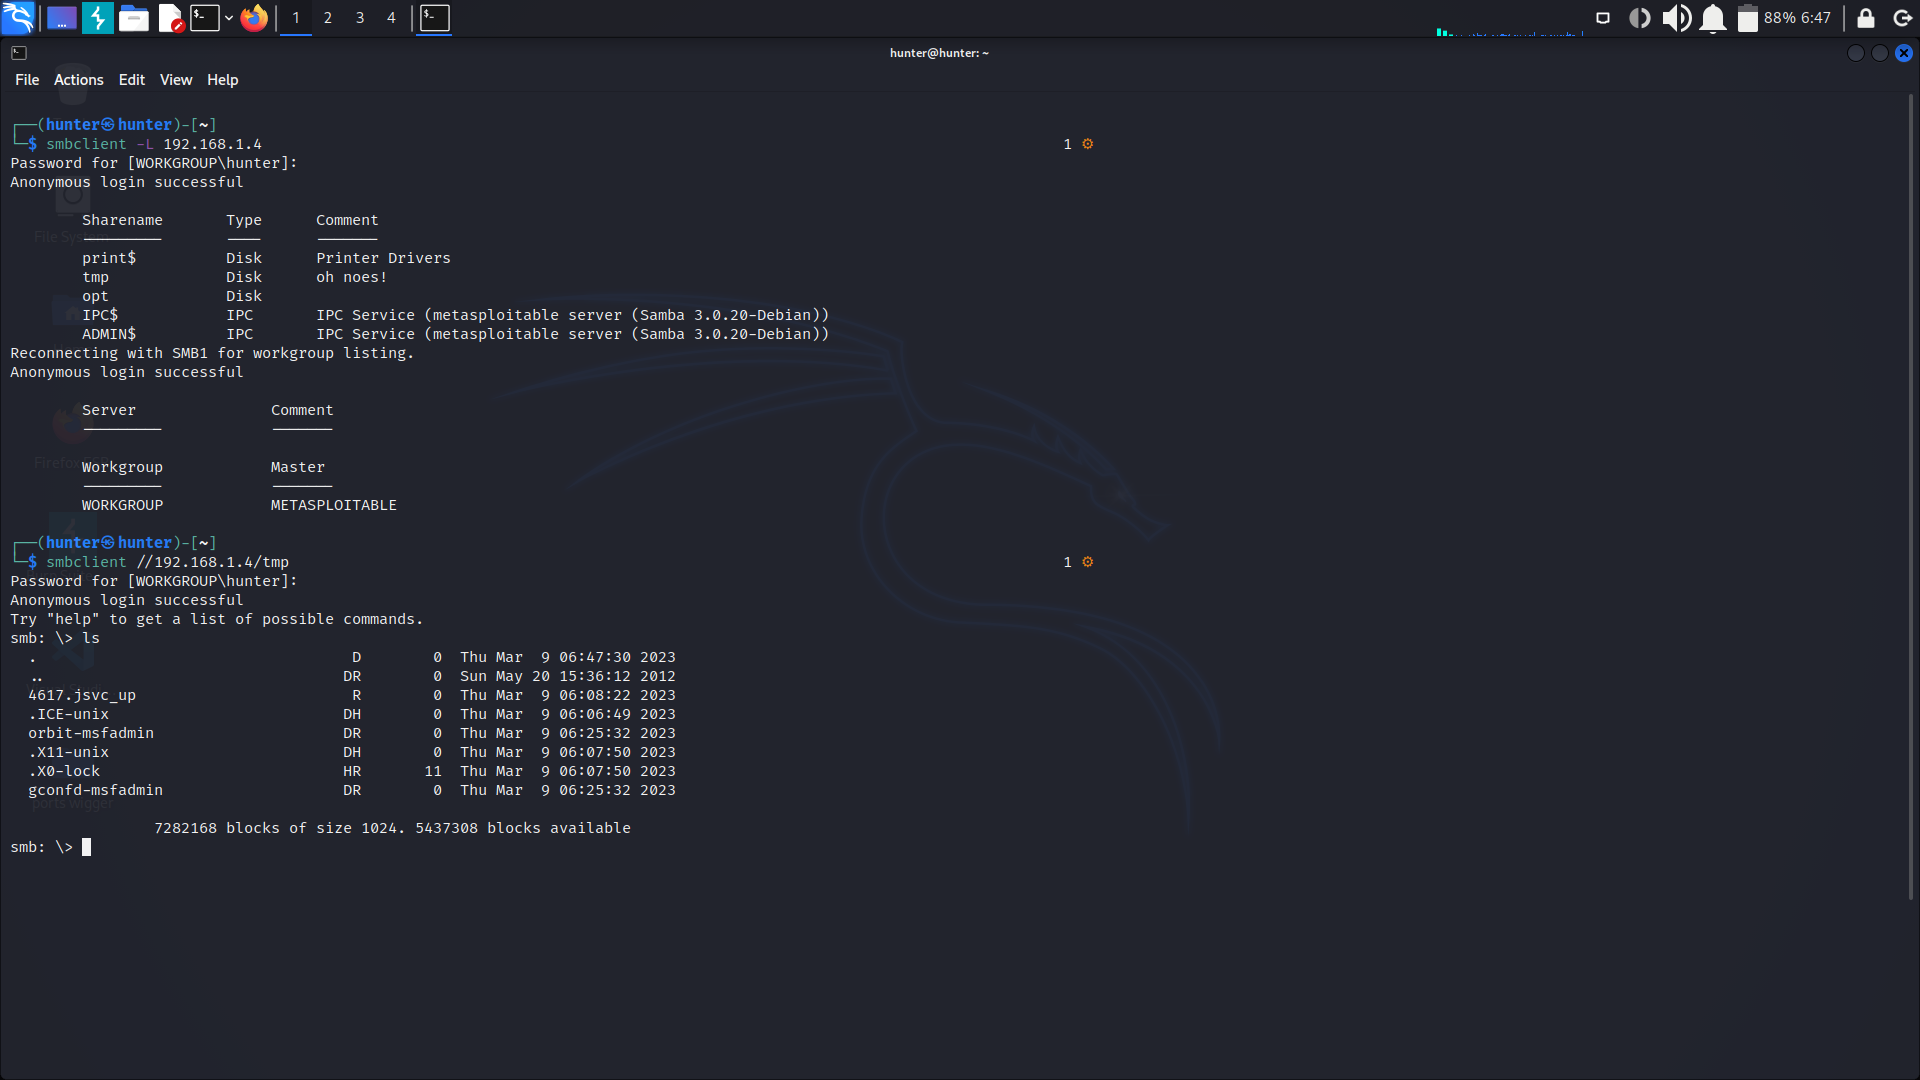 1 2 3 4 88% 6:47
hunter@hunter: ~
File Actions Edit View Help
┌──(hunter㉿hunter)-[~]
└─$ smbclient -L 192.168.1.4 1 ⚙
Password for [WORKGROUP\hunter]:
Anonymous login successful
Sharename Type Comment
--------- ---- -------
print$ Disk Printer Drivers
tmp Disk oh noes!
opt Disk
IPC$ IPC IPC Service (metasploitable server (Samba 3.0.20-Debian))
ADMIN$ IPC IPC Service (metasploitable server (Samba 3.0.20-Debian))
Reconnecting with SMB1 for workgroup listing.
Anonymous login successful
Server Comment
--------- -------
Workgroup Master
--------- -------
WORKGROUP METASPLOITABLE
┌──(hunter㉿hunter)-[~]
└─$ smbclient //192.168.1.4/tmp 1 ⚙
Password for [WORKGROUP\hunter]:
Anonymous login successful
Try "help" to get a list of possible commands.
smb: \> ls
. D 0 Thu Mar 9 06:47:30 2023
.. DR 0 Sun May 20 15:36:12 2012
4617.jsvc_up R 0 Thu Mar 9 06:08:22 2023
.ICE-unix DH 0 Thu Mar 9 06:06:49 2023
orbit-msfadmin DR 0 Thu Mar 9 06:25:32 2023
.X11-unix DH 0 Thu Mar 9 06:07:50 2023
.X0-lock HR 11 Thu Mar 9 06:07:50 2023
gconfd-msfadmin DR 0 Thu Mar 9 06:25:32 2023
7282168 blocks of size 1024. 5437308 blocks available
smb: \>
File System
Firefox ESR
ports wigger